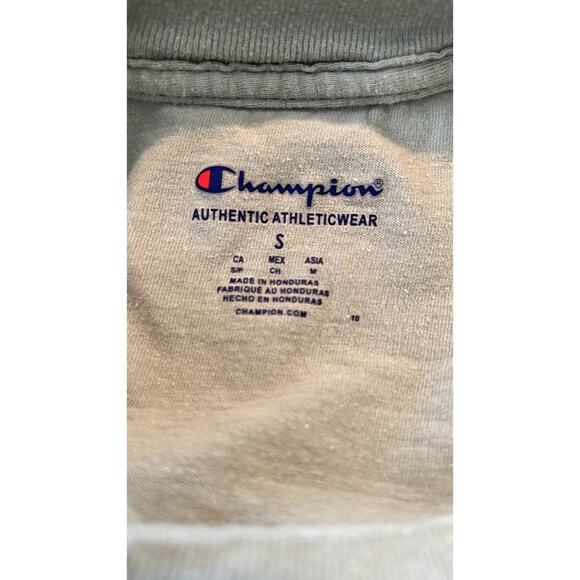 Champion®
AUTHENTIC ATHLETICWEAR
S
CA MEX ASIA
S/P CH M
MADE IN HONDURAS
FABRIQUÉ AU HONDURAS
HECHO EN HONDURAS
CHAMPION.COM
10